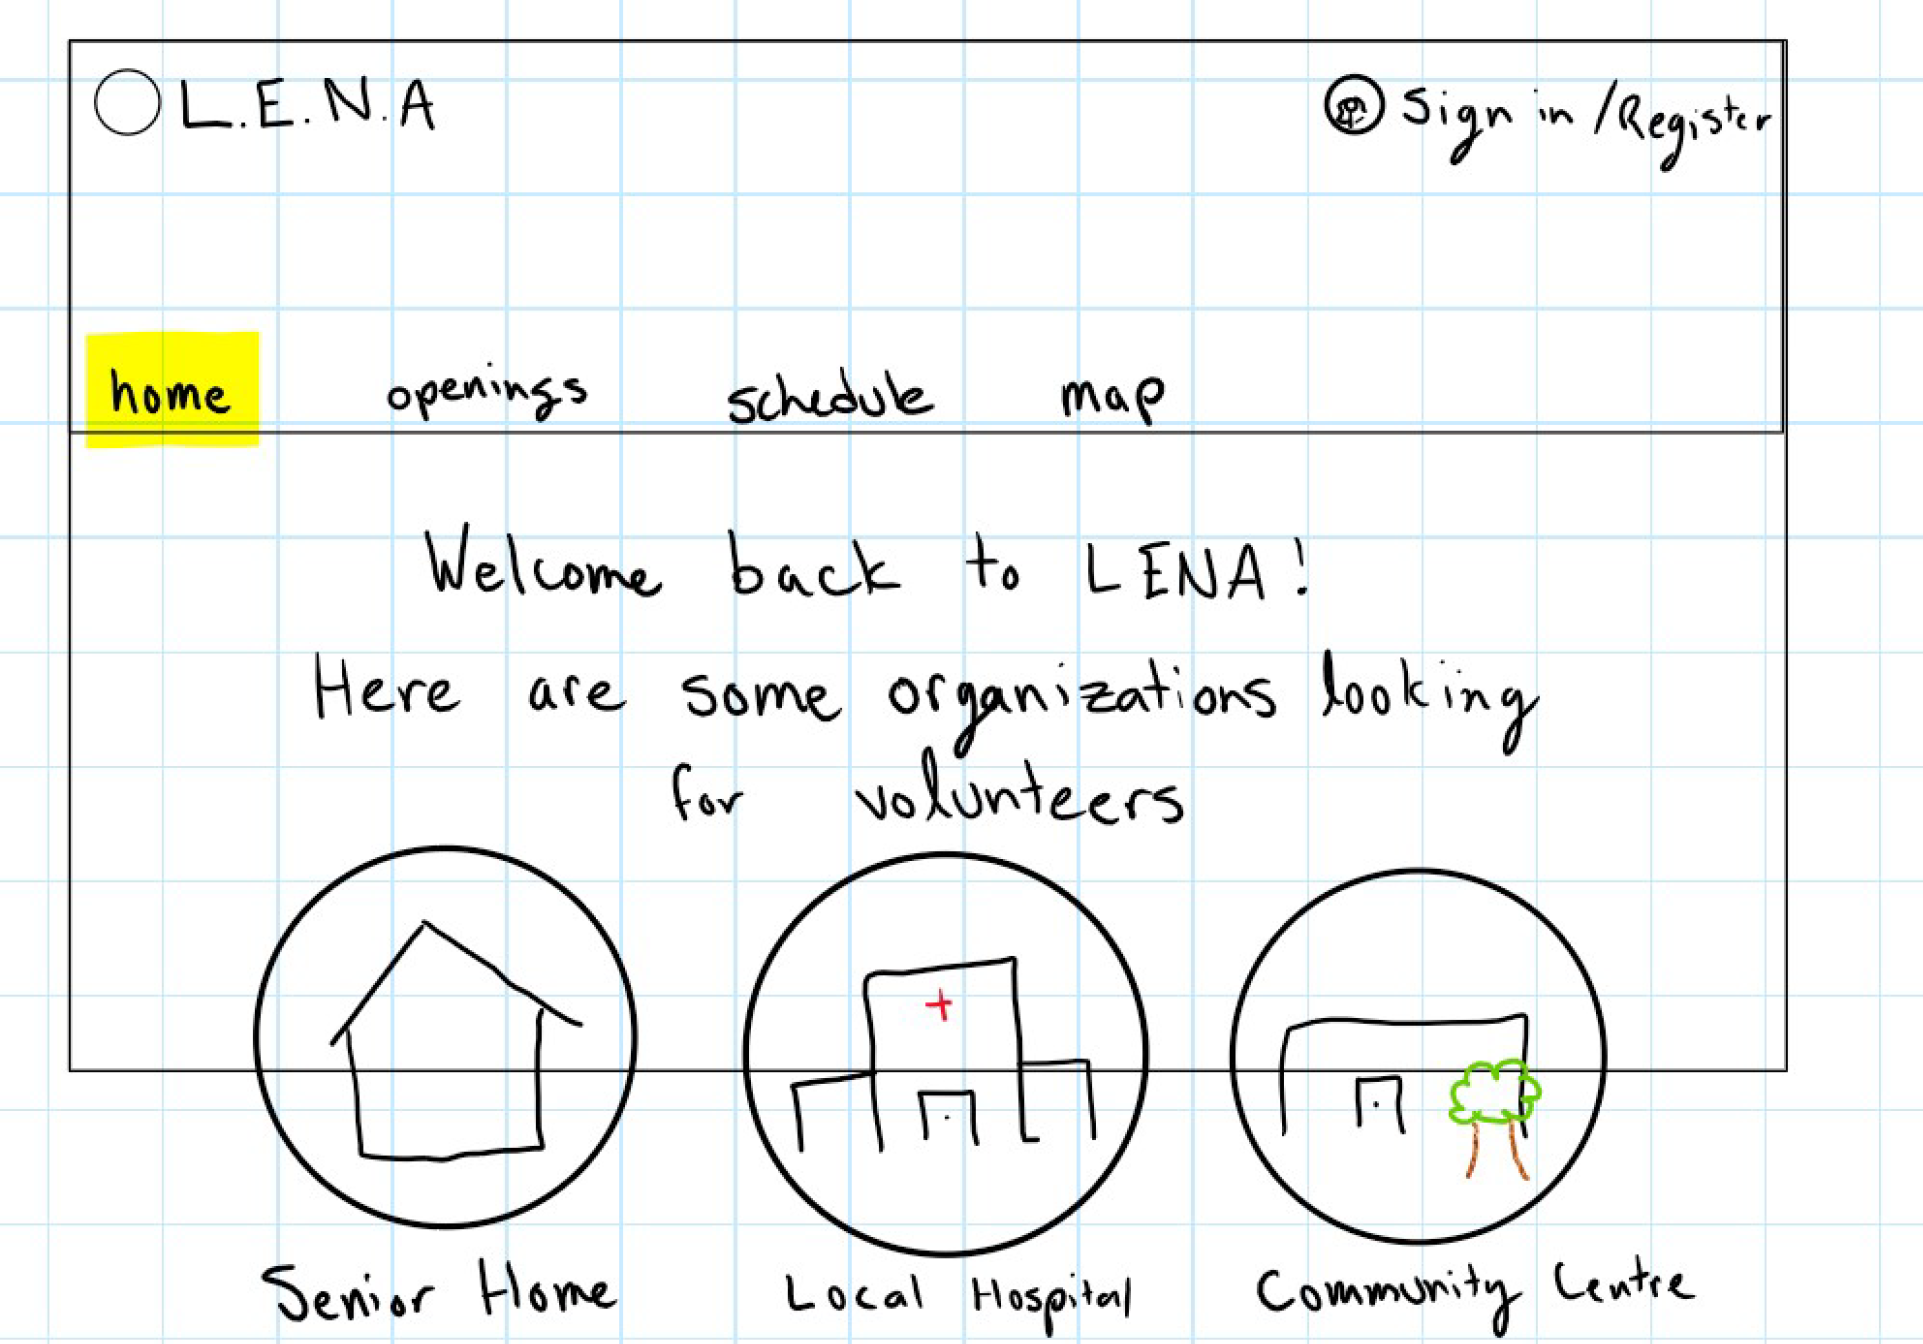 L.E.N.A
Sign in /Register
home openings schedule map
Welcome back to LENA!
Here are some organizations looking
for volunteers
Senior Home
Local Hospital
Community Centre